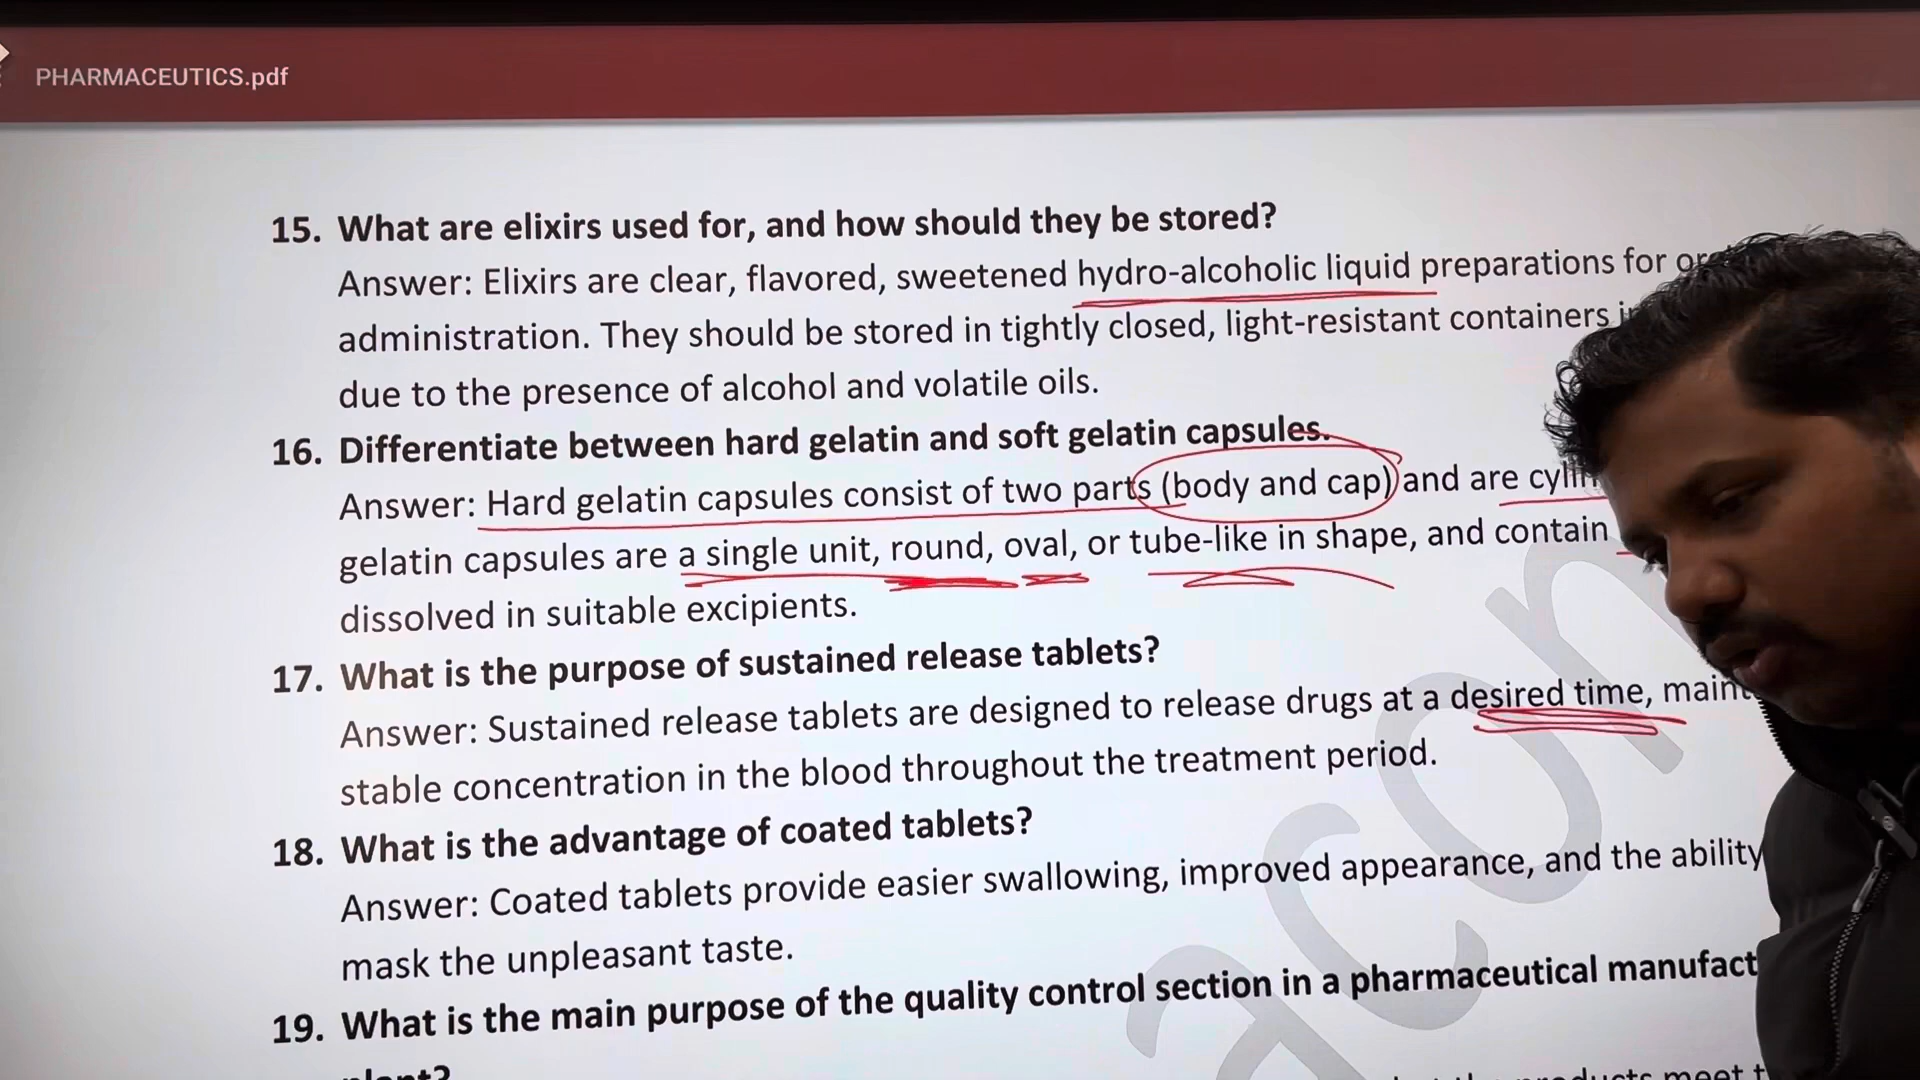 PHARMACEUTICS.pdf
15. What are elixirs used for, and how should they be stored?
Answer: Elixirs are clear, flavored, sweetened hydro-alcoholic liquid preparations for
administration. They should be stored in tightly closed, light-resistant containers
due to the presence of alcohol and volatile oils.
16. Differentiate between hard gelatin and soft gelatin capsules.
Answer: Hard gelatin capsules consist of two parts (body and cap) and are
gelatin capsules are a single unit, round, oval, or tube-like in shape, and contain
dissolved in suitable excipients.
17. What is the purpose of sustained release tablets?
Answer: Sustained release tablets are designed to release drugs at a desired time,
stable concentration in the blood throughout the treatment period.
18. What is the advantage of coated tablets?
Answer: Coated tablets provide easier swallowing, improved appearance, and the ability
mask the unpleasant taste.
19. What is the main purpose of the quality control section in a pharmaceutical manufact
plant?
products meet
acon